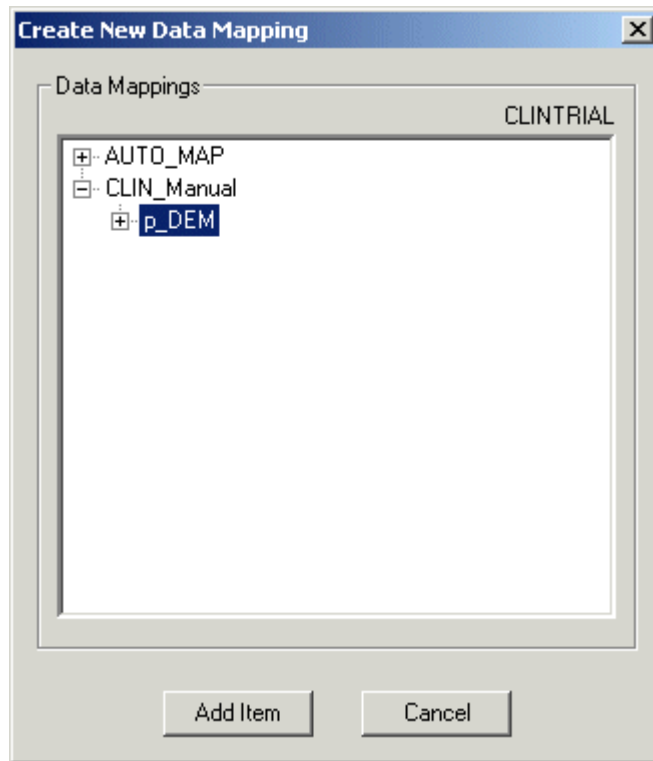 Create New Data Mapping
Data Mappings
CLINTRIAL
AUTO_MAP
CLIN_Manual
p_DEM
Add Item Cancel